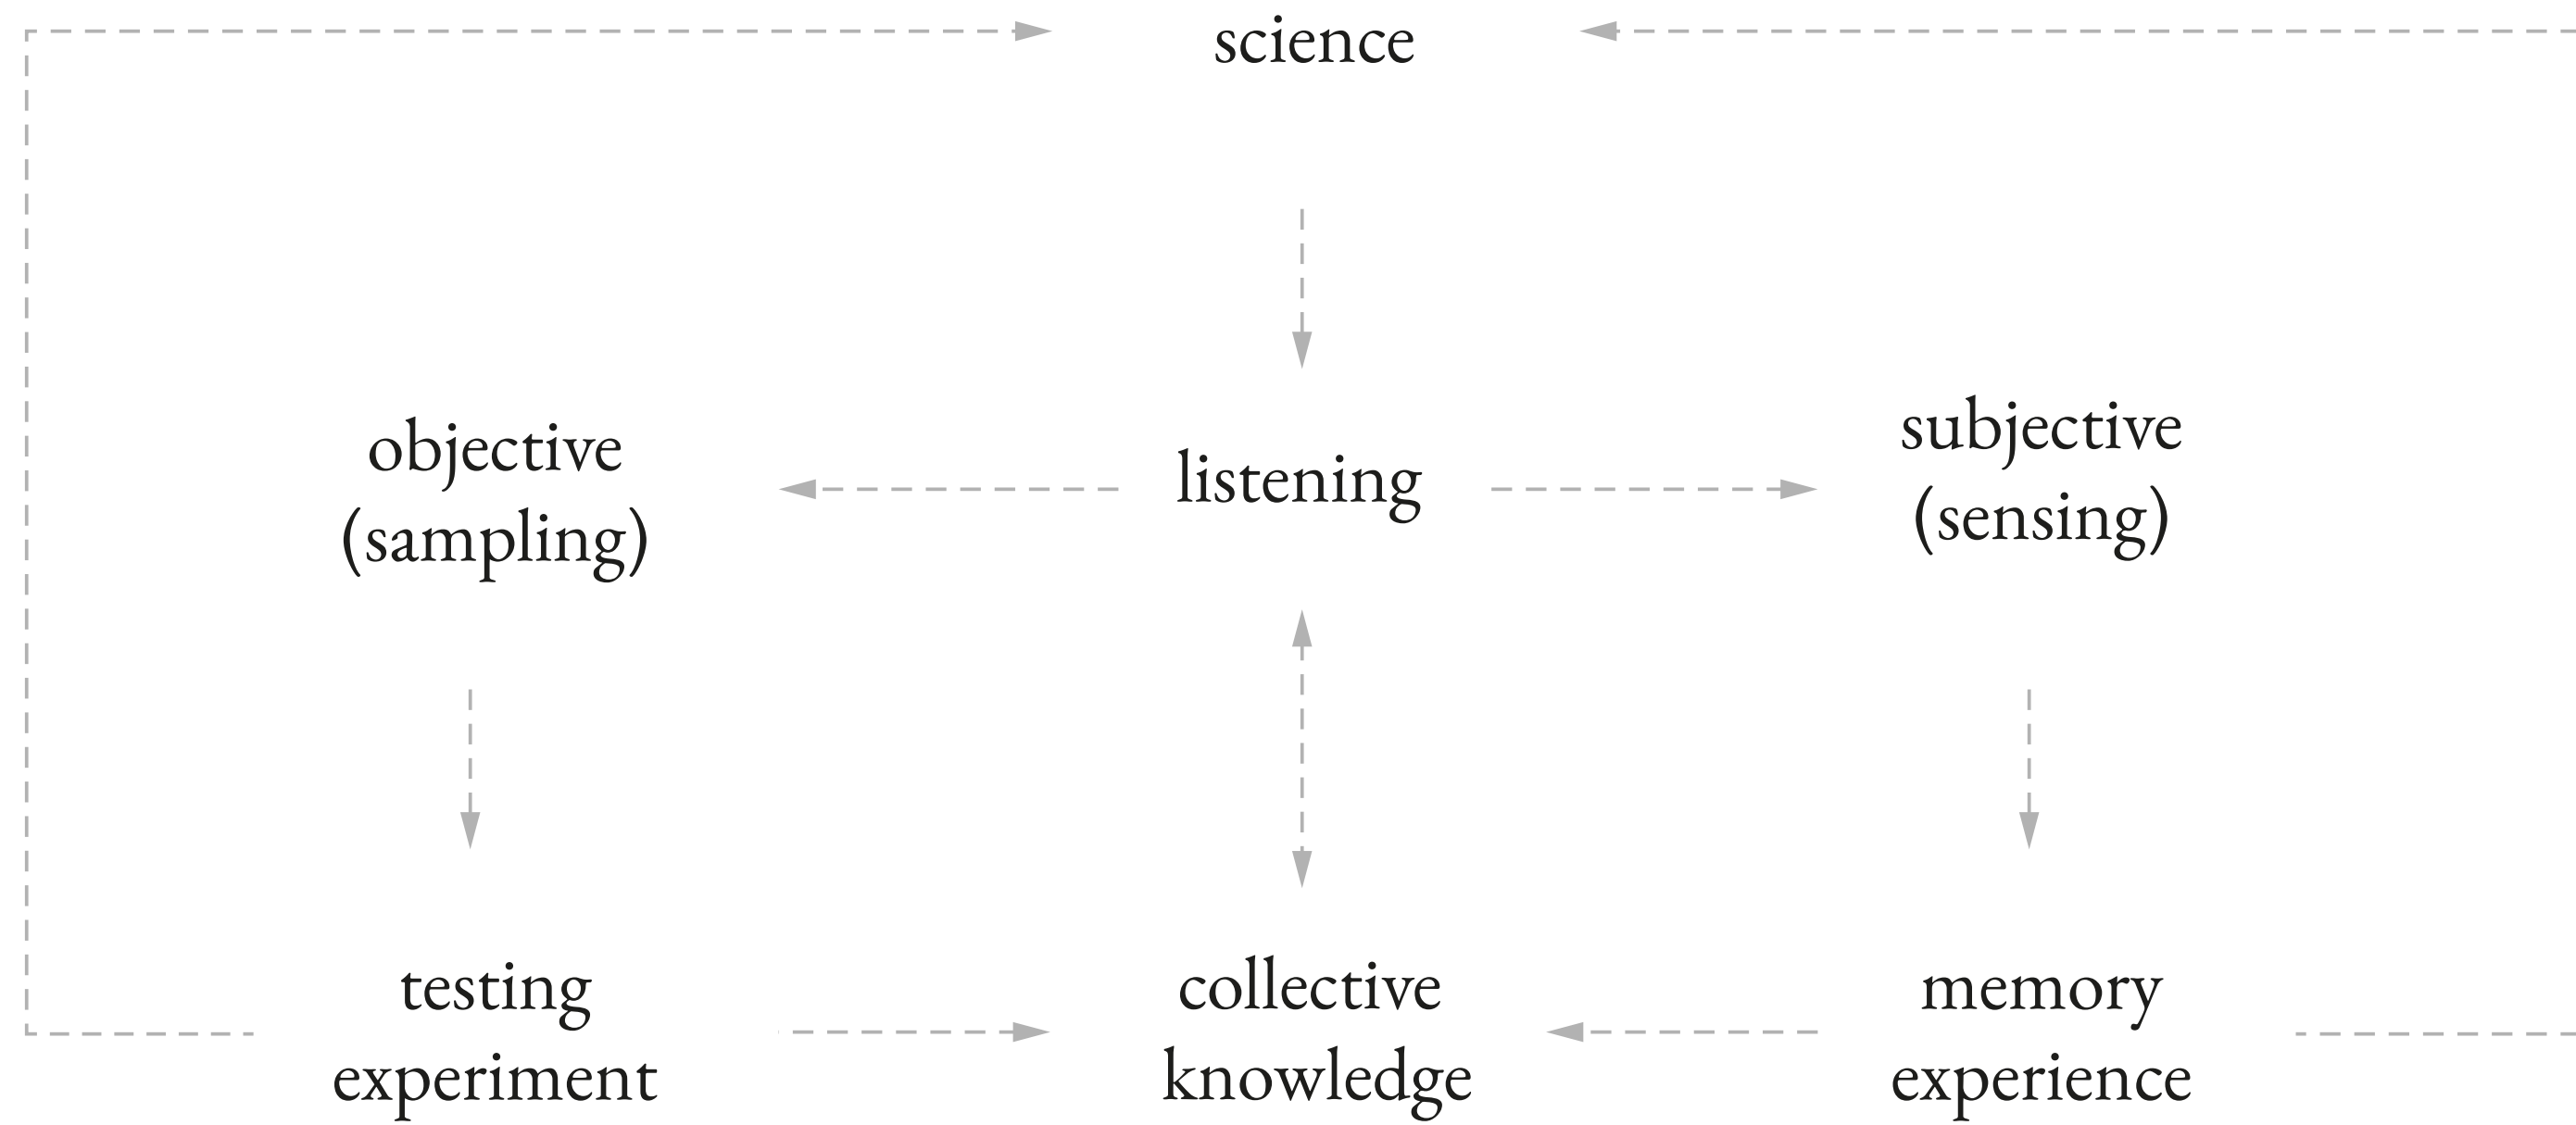 science
objective
(sampling)
listening
subjective
(sensing)
testing
experiment
collective
knowledge
memory
experience